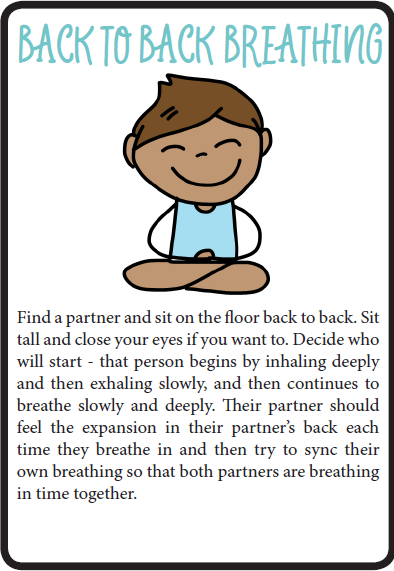 BACK TO BACK BREATHING
Find a partner and sit on the floor back to back. Sit
tall and close your eyes if you want to. Decide who
will start - that person begins by inhaling deeply
and then exhaling slowly, and then continues to
breathe slowly and deeply. Their partner should
feel the expansion in their partner's back each
time they breathe in and then try to sync their
own breathing so that both partners are breathing
in time together.